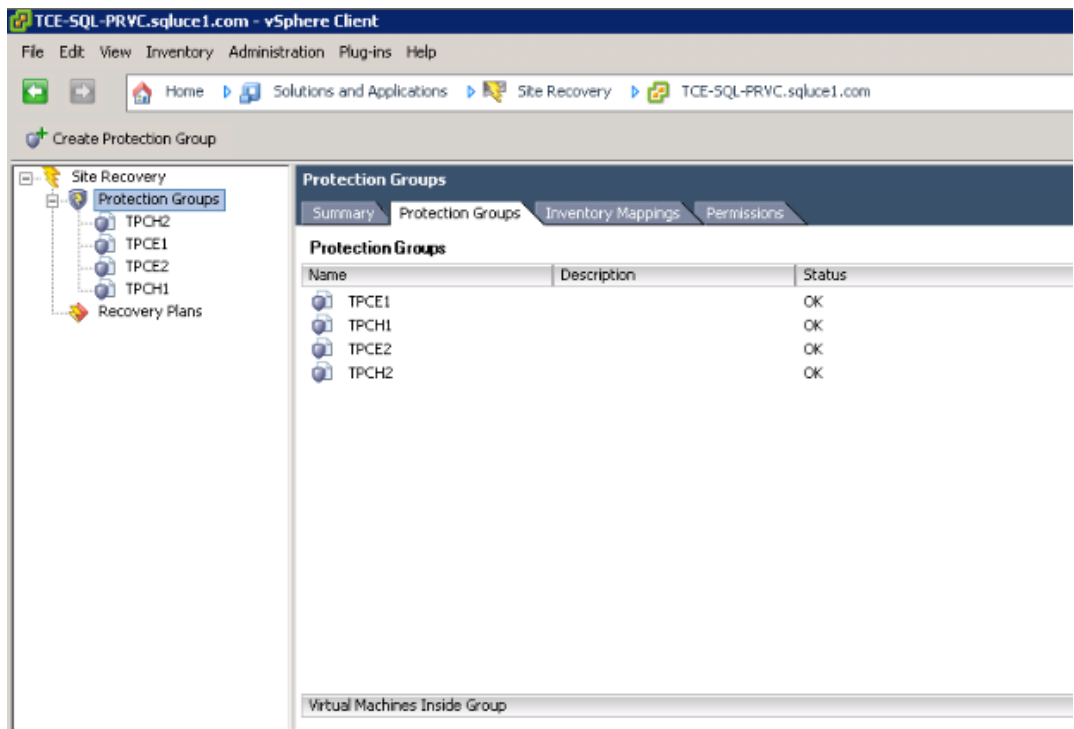 TCE-SQL-PRVC.sqluce1.com - vSphere Client
File Edit View Inventory Administration Plug-ins Help
Home Solutions and Applications Site Recovery TCE-SQL-PRVC.sqluce1.com
Create Protection Group
Site Recovery
Protection Groups
TPCH2
TPCE1
TPCE2
TPCH1
Recovery Plans
Protection Groups
Summary Protection Groups Inventory Mappings Permissions
Protection Groups
Name Description Status
TPCE1 OK
TPCH1 OK
TPCE2 OK
TPCH2 OK
Virtual Machines Inside Group